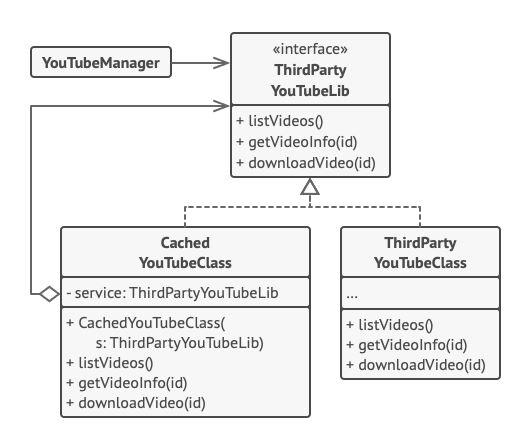 YouTubeManager
«interface»
ThirdParty
YouTubeLib
+ listVideos()
+ getVideoInfo(id)
+ downloadVideo(id)
Cached
YouTubeClass
- service: ThirdPartyYouTubeLib
+ CachedYouTubeClass(
s: ThirdPartyYouTubeLib)
+ listVideos()
+ getVideoInfo(id)
+ downloadVideo(id)
ThirdParty
YouTubeClass
...
+ listVideos()
+ getVideoInfo(id)
+ downloadVideo(id)